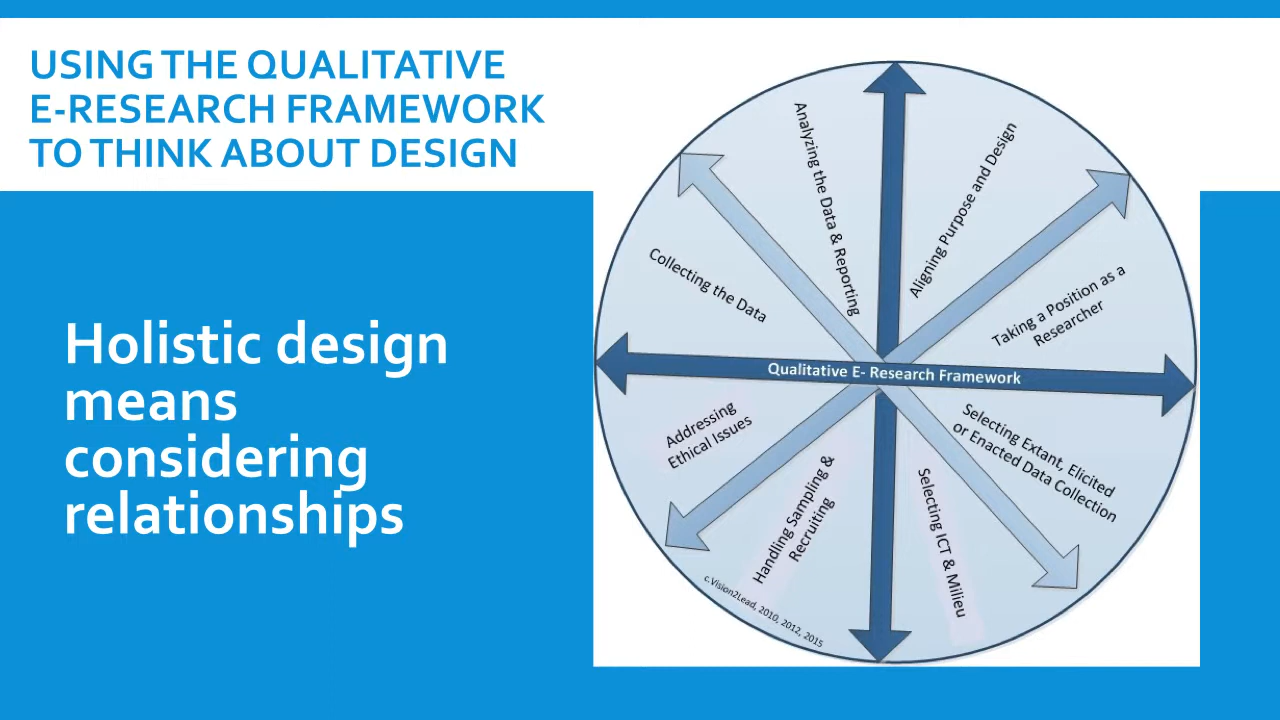 USING THE QUALITATIVE
E-RESEARCH FRAMEWORK
TO THINK ABOUT DESIGN
Holistic design
means
considering
relationships
Analyzing the Data & Reporting
Aligning Purpose and Design
Collecting the Data
Taking a Position as a
Researcher
Qualitative E- Research Framework
Addressing
Ethical Issues
Selecting Extant, Elicited
or Enacted Data Collection
Handling Sampling &
Recruiting
Selecting ICT & Milieu
c.Vision2Lead, 2010, 2012, 2015